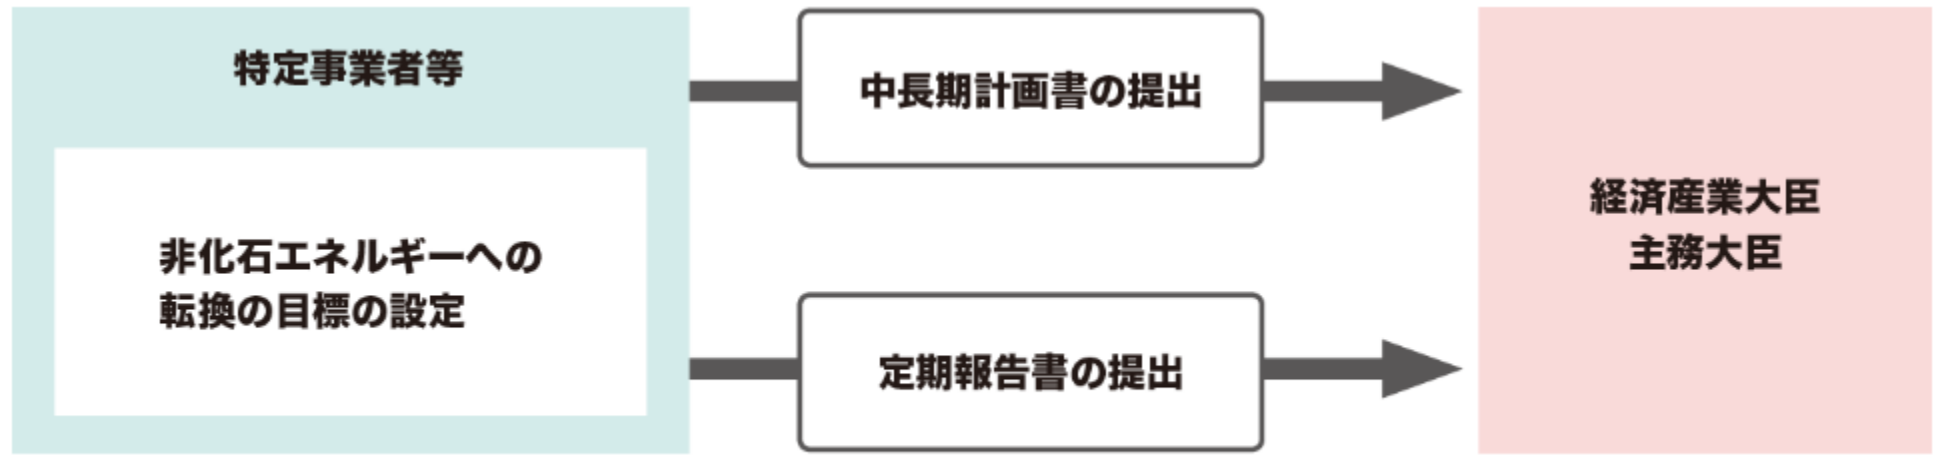 特定事業者等
非化石エネルギーへの
転換の目標の設定
中長期計画書の提出
定期報告書の提出
経済産業大臣
主務大臣